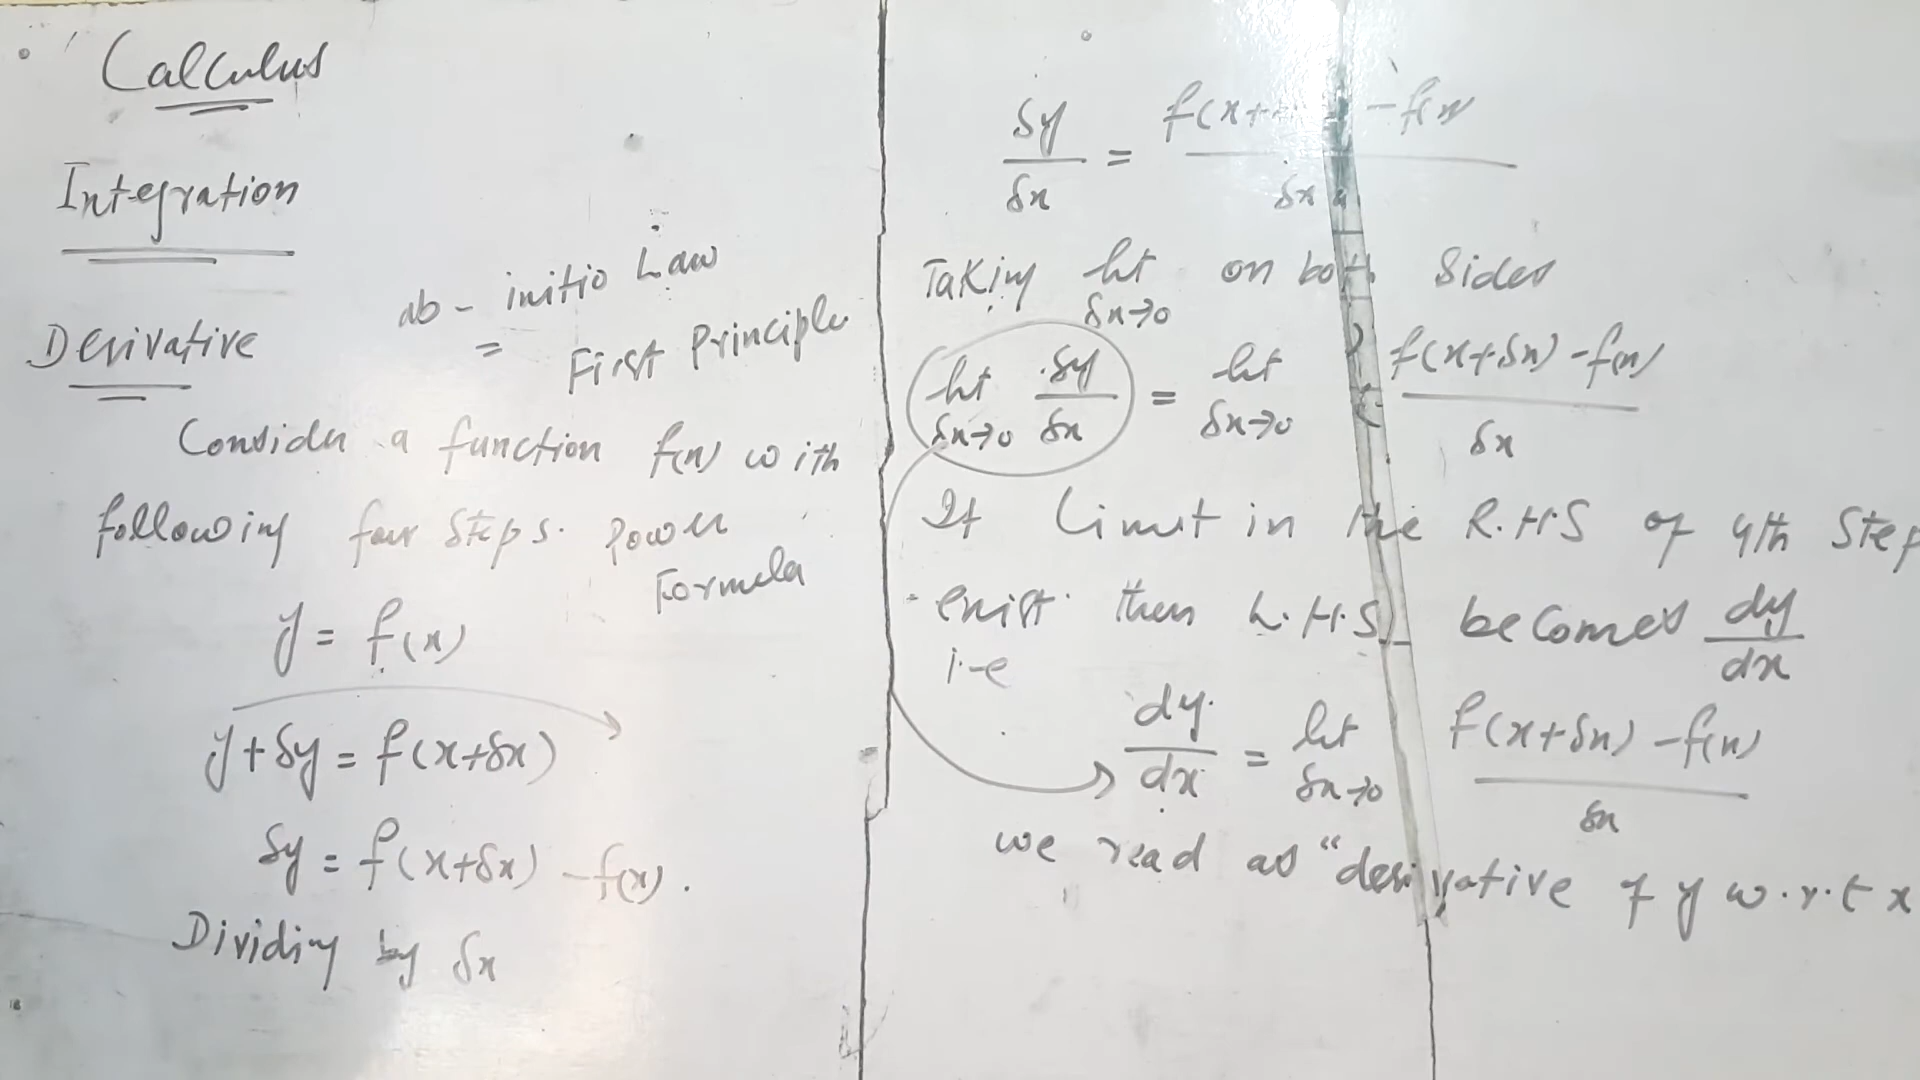 Calculus
Integration
Derivative
ab - initio Law
First Principle
Consider a function f(x) with
following four steps. Power
Formula
y = f(x)
y + δy = f(x+δx)
δy = f(x+δx) - f(x).
Dividing by δx
δy/δx = f(x+ - f(x) / δx
Taking Lt δx→0 on both sides
Lt δx→0 δy/δx = Lt δx→0 f(x+δx) - f(x) / δx
If Limit in the R.H.S of 4th Step
exist then L.H.S becomes dy/dx
i-e
dy/dx = Lt δx→0 f(x+δx) - f(x) / δx
we read as "derivative of y w.r.t x